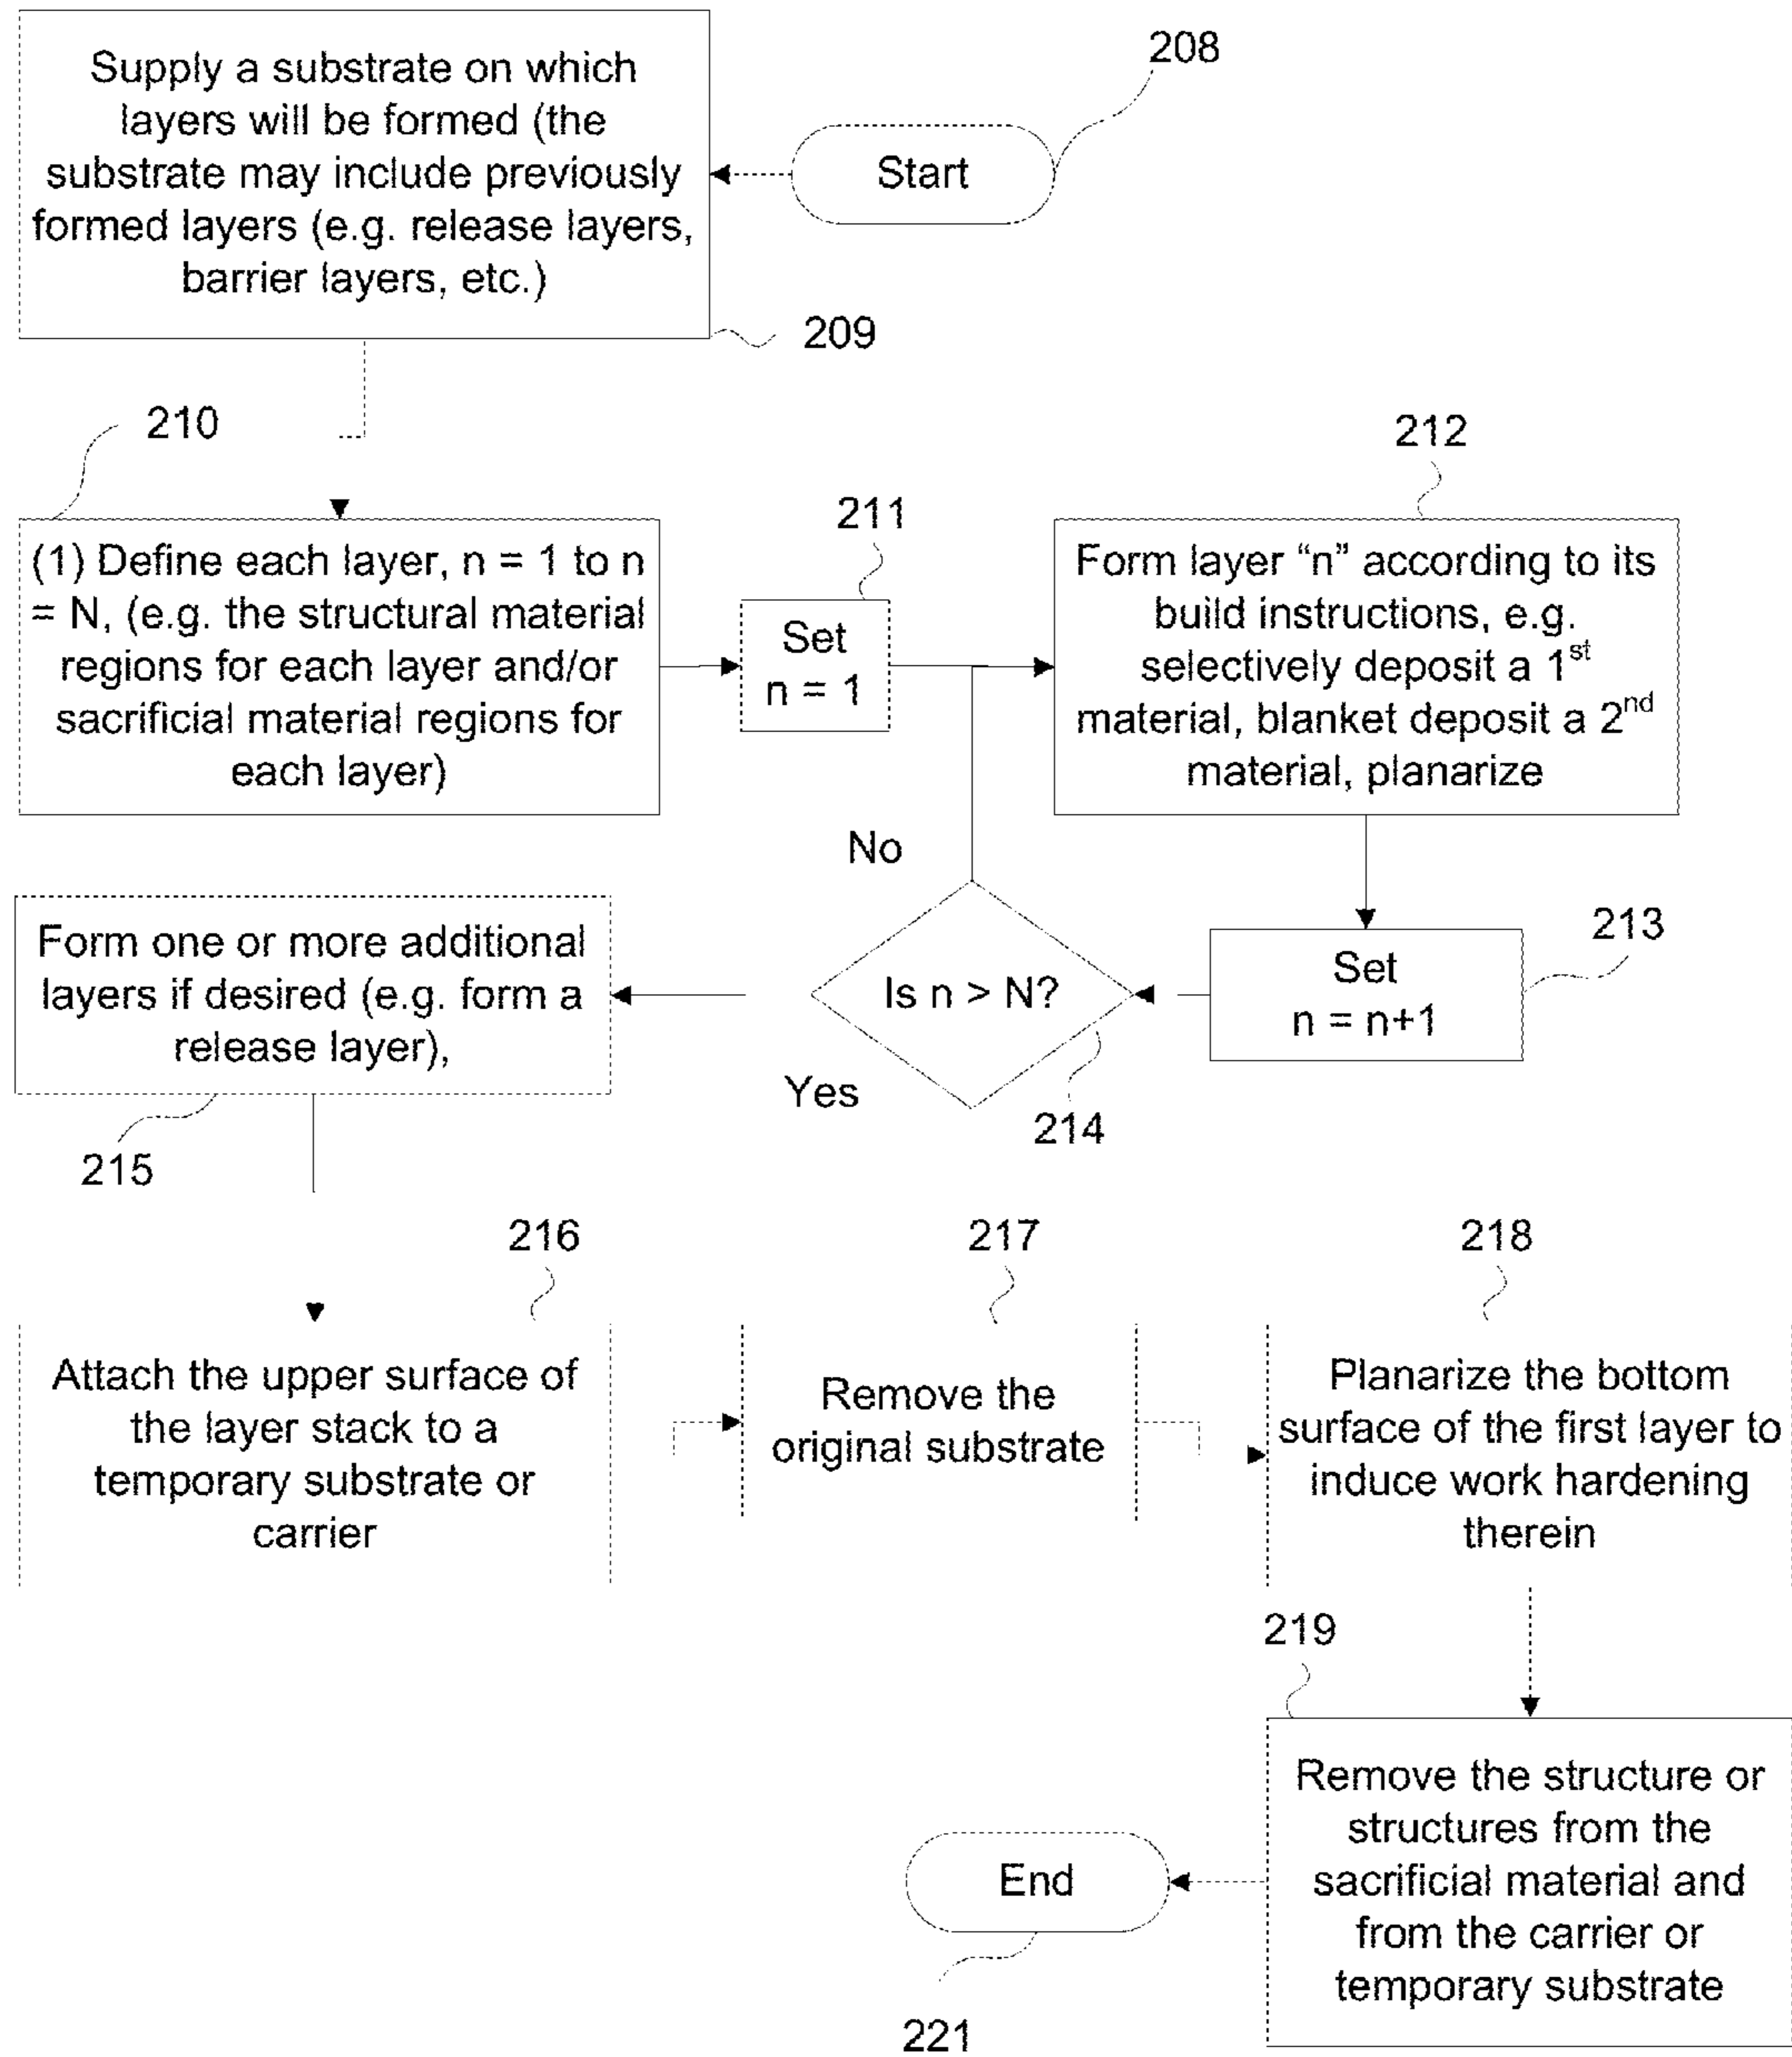 208
Start
Supply a substrate on which
layers will be formed (the
substrate may include previously
formed layers (e.g. release layers,
barrier layers, etc.)
209
210
(1) Define each layer, n = 1 to n
= N, (e.g. the structural material
regions for each layer and/or
sacrificial material regions for
each layer)
211
Set
n = 1
212
Form layer “n” according to its
build instructions, e.g.
selectively deposit a 1st
material, blanket deposit a 2nd
material, planarize
213
Set
n = n+1
No
Is n > N?
Yes
214
Form one or more additional
layers if desired (e.g. form a
release layer),
215
216
Attach the upper surface of
the layer stack to a
temporary substrate or
carrier
217
Remove the
original substrate
218
Planarize the bottom
surface of the first layer to
induce work hardening
therein
219
Remove the structure or
structures from the
sacrificial material and
from the carrier or
temporary substrate
End
221